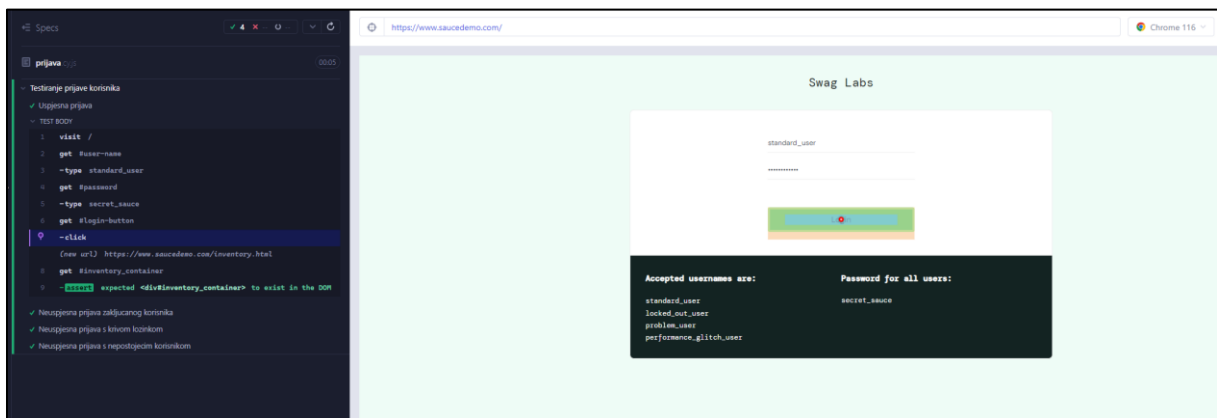 Specs
4
https://www.saucedemo.com/
Chrome 116
prijava cy.js
00:05
Testiranje prijave korisnika
Uspjesna prijava
TEST BODY
1 visit /
2 get #user-name
3 -type standard_user
4 get #password
5 -type secret_sauce
6 get #login-button
-click
(new url) https://www.saucedemo.com/inventory.html
8 get #inventory_container
9 -assert expected <div#inventory_container> to exist in the DOM
Neuspjesna prijava zakljucanog korisnika
Neuspjesna prijava s krivom lozinkom
Neuspjesna prijava s nepostojecim korisnikom
Swag Labs
standard_user
Accepted usernames are:
standard_user
locked_out_user
problem_user
performance_glitch_user
Password for all users:
secret_sauce